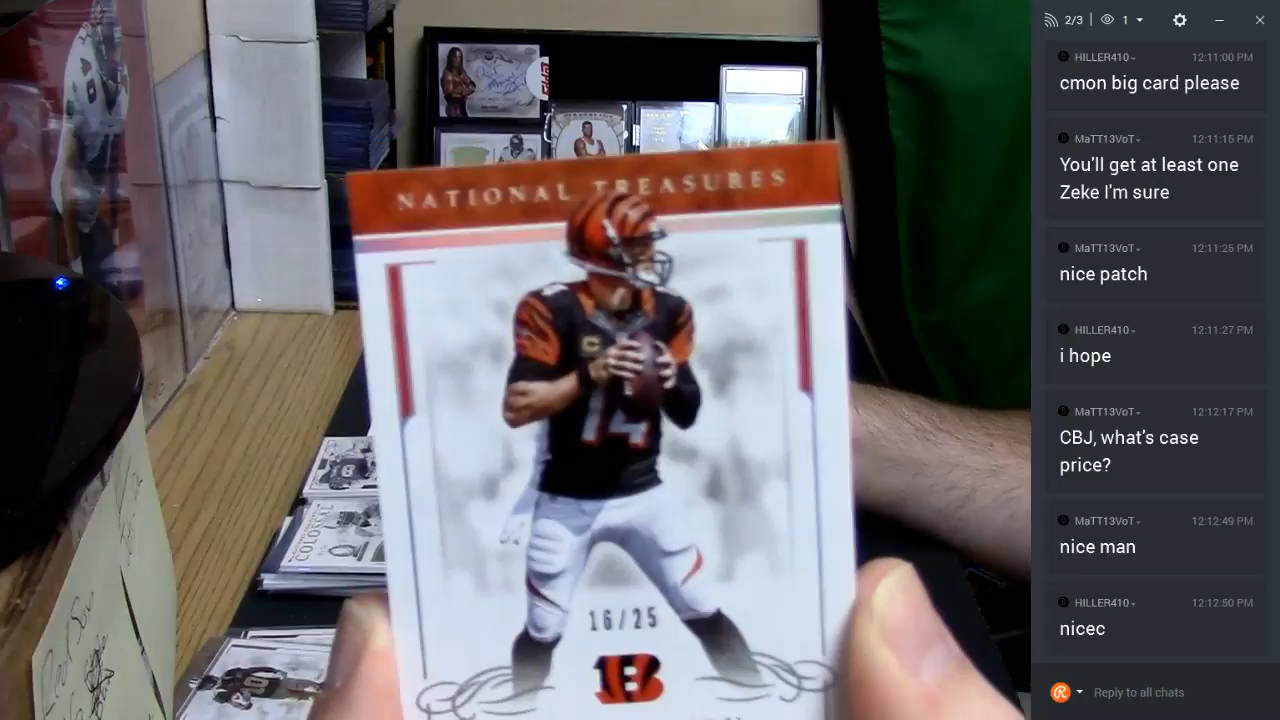 NATIONAL TREASURES
14
16/25
B
COLOSSAL
2/3
1
HILLER410
12:11:00 PM
cmon big card please
MaTT13VoT
12:11:15 PM
You'll get at least one
Zeke I'm sure
MaTT13VoT
12:11:25 PM
nice patch
HILLER410
12:11:27 PM
i hope
MaTT13VoT
12:12:17 PM
CBJ, what's case
price?
MaTT13VoT
12:12:49 PM
nice man
HILLER410
12:12:50 PM
nicec
Reply to all chats